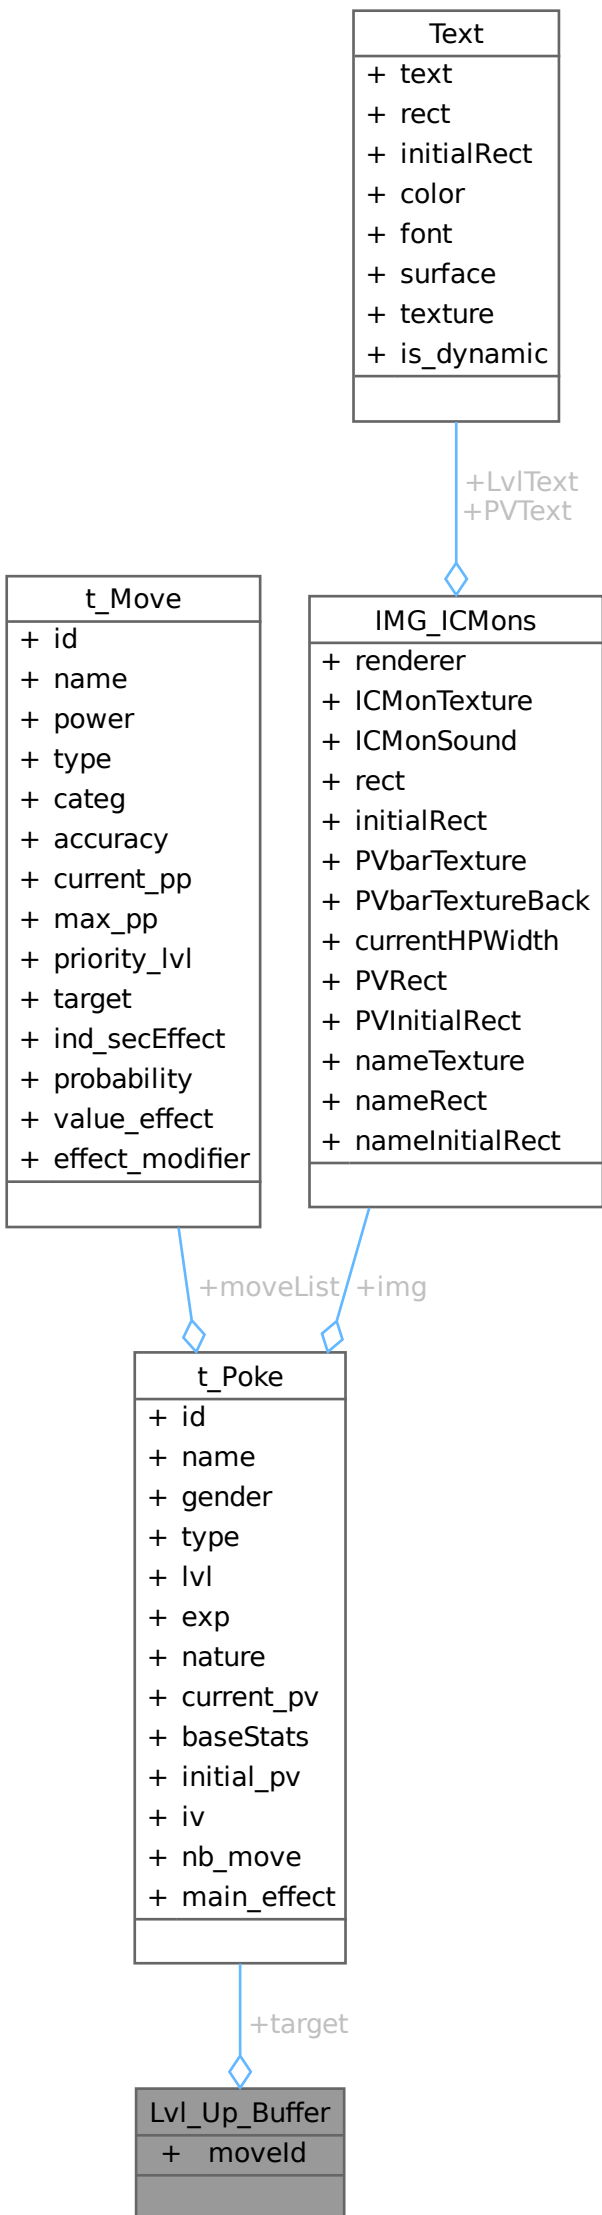 Text
+ text
+ rect
+ initialRect
+ color
+ font
+ surface
+ texture
+ is_dynamic
+LvlText
+PVText
t_Move
+ id
+ name
+ power
+ type
+ categ
+ accuracy
+ current_pp
+ max_pp
+ priority_lvl
+ target
+ ind_secEffect
+ probability
+ value_effect
+ effect_modifier
IMG_ICMons
+ renderer
+ ICMonTexture
+ ICMonSound
+ rect
+ initialRect
+ PVbarTexture
+ PVbarTextureBack
+ currentHPWidth
+ PVRect
+ PVInitialRect
+ nameTexture
+ nameRect
+ nameInitialRect
+moveList
+img
t_Poke
+ id
+ name
+ gender
+ type
+ lvl
+ exp
+ nature
+ current_pv
+ baseStats
+ initial_pv
+ iv
+ nb_move
+ main_effect
+target
Lvl_Up_Buffer
+ moveId